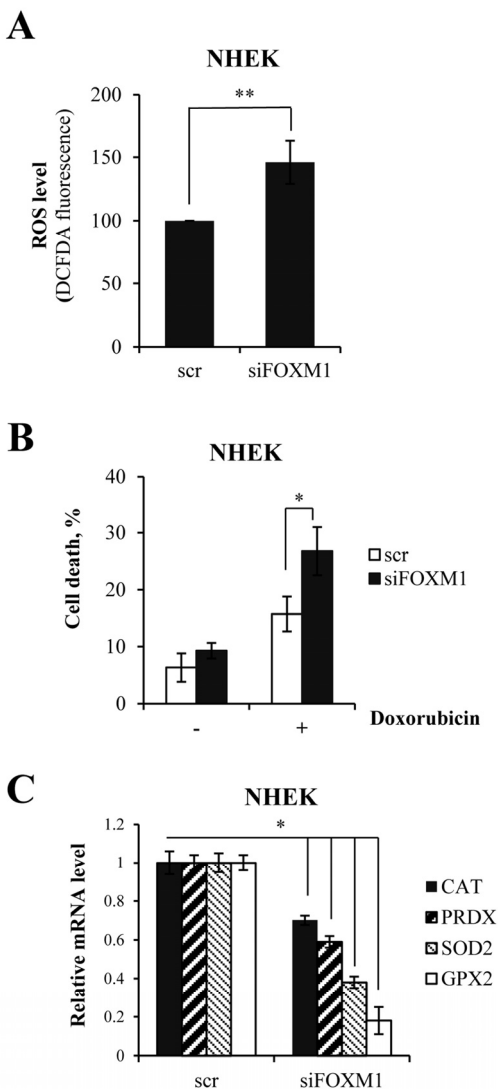 A
NHEK
200
150
100
50
0
ROS level
(DCFDA fluorescence)
**
scr
siFOXM1
B
NHEK
40
30
20
10
0
Cell death, %
*
scr
siFOXM1
-
+
Doxorubicin
C
NHEK
1.2
1
0.8
0.6
0.4
0.2
0
Relative mRNA level
*
CAT
PRDX
SOD2
GPX2
scr
siFOXM1